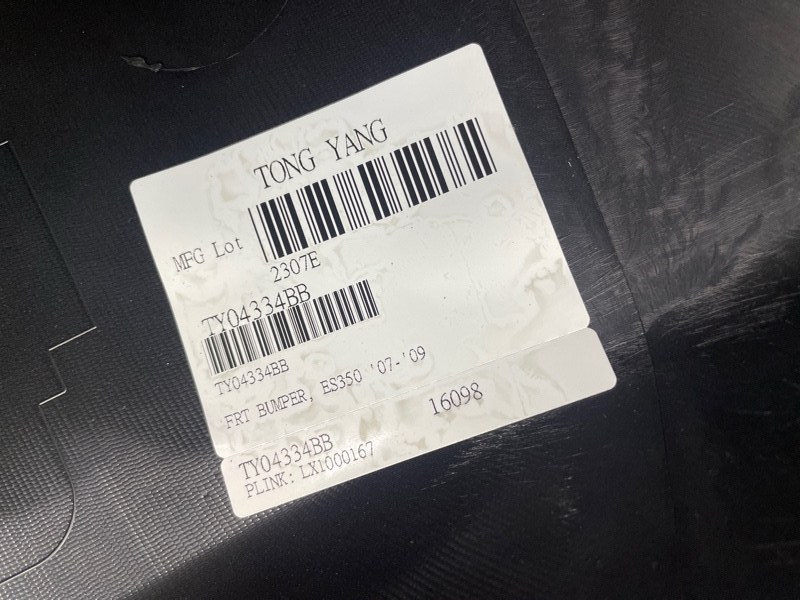 TONG YANG
MFG Lot
2307E
TY04334BB
TY04334BB
FRT BUMPER, ES350 '07-'09
TY04334BB 16098
PLINK: LX1000167